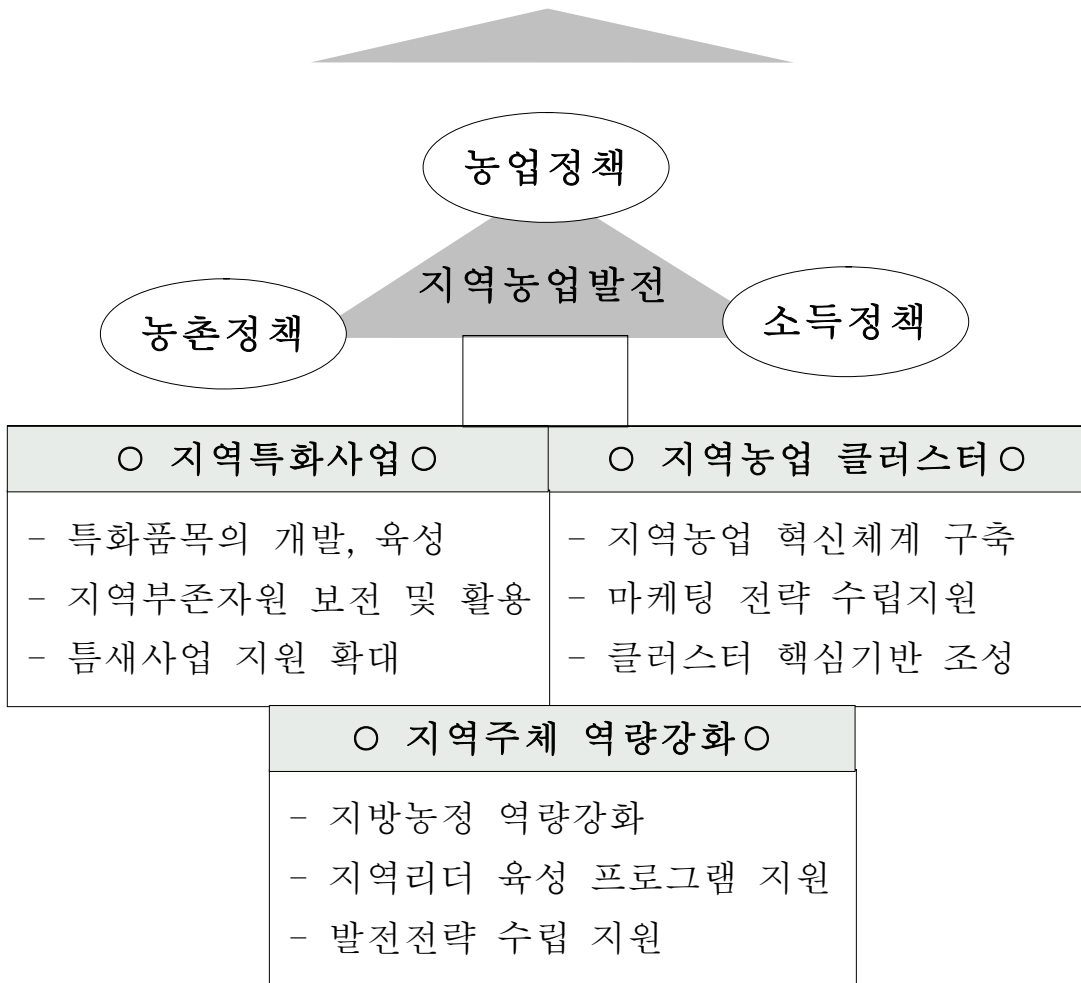 농업정책
지역농업발전
농촌정책
소득정책
○ 지역특화사업○
- 특화품목의 개발, 육성
- 지역부존자원 보전 및 활용
- 틈새사업 지원 확대
○ 지역농업 클러스터○
- 지역농업 혁신체계 구축
- 마케팅 전략 수립지원
- 클러스터 핵심기반 조성
○ 지역주체 역량강화○
- 지방농정 역량강화
- 지역리더 육성 프로그램 지원
- 발전전략 수립 지원